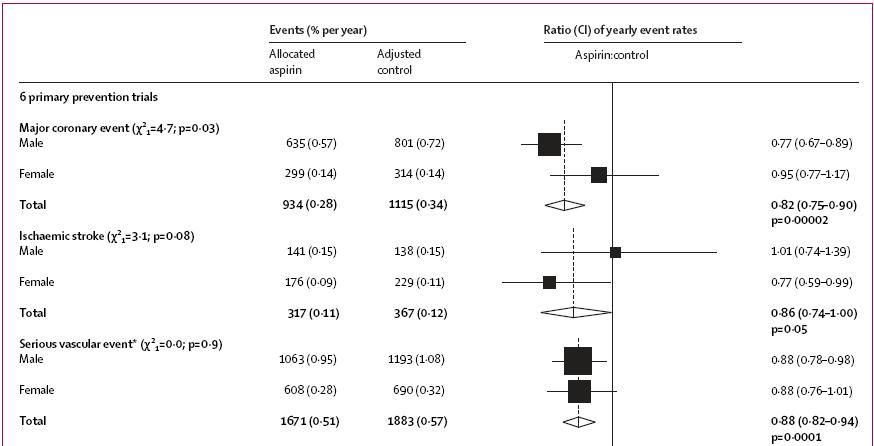 Events (% per year) Ratio (CI) of yearly event rates
Allocated aspirin Adjusted control Aspirin:control
6 primary prevention trials
Major coronary event (χ²₁=4·7; p=0·03)
Male 635 (0·57) 801 (0·72) 0·77 (0·67–0·89)
Female 299 (0·14) 314 (0·14) 0·95 (0·77–1·17)
Total 934 (0·28) 1115 (0·34) 0·82 (0·75–0·90)
p=0·00002
Ischaemic stroke (χ²₁=3·1; p=0·08)
Male 141 (0·15) 138 (0·15) 1·01 (0·74–1·39)
Female 176 (0·09) 229 (0·11) 0·77 (0·59–0·99)
Total 317 (0·11) 367 (0·12) 0·86 (0·74–1·00)
p=0·05
Serious vascular event* (χ²₁=0·0; p=0·9)
Male 1063 (0·95) 1193 (1·08) 0·88 (0·78–0·98)
Female 608 (0·28) 690 (0·32) 0·88 (0·76–1·01)
Total 1671 (0·51) 1883 (0·57) 0·88 (0·82–0·94)
p=0·0001